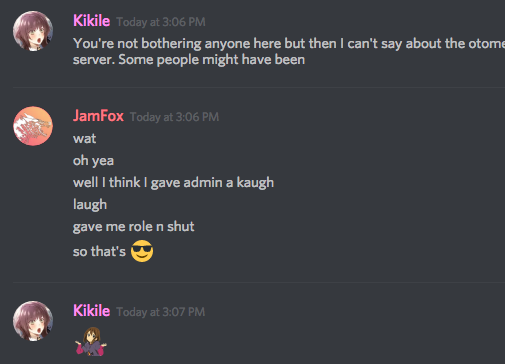 Kikile Today at 3:06 PM
You're not bothering anyone here but then I can't say about the otome
server. Some people might have been
JamFox Today at 3:06 PM
wat
oh yea
well I think I gave admin a kaugh
laugh
gave me role n shut
so that's 😎
Kikile Today at 3:07 PM